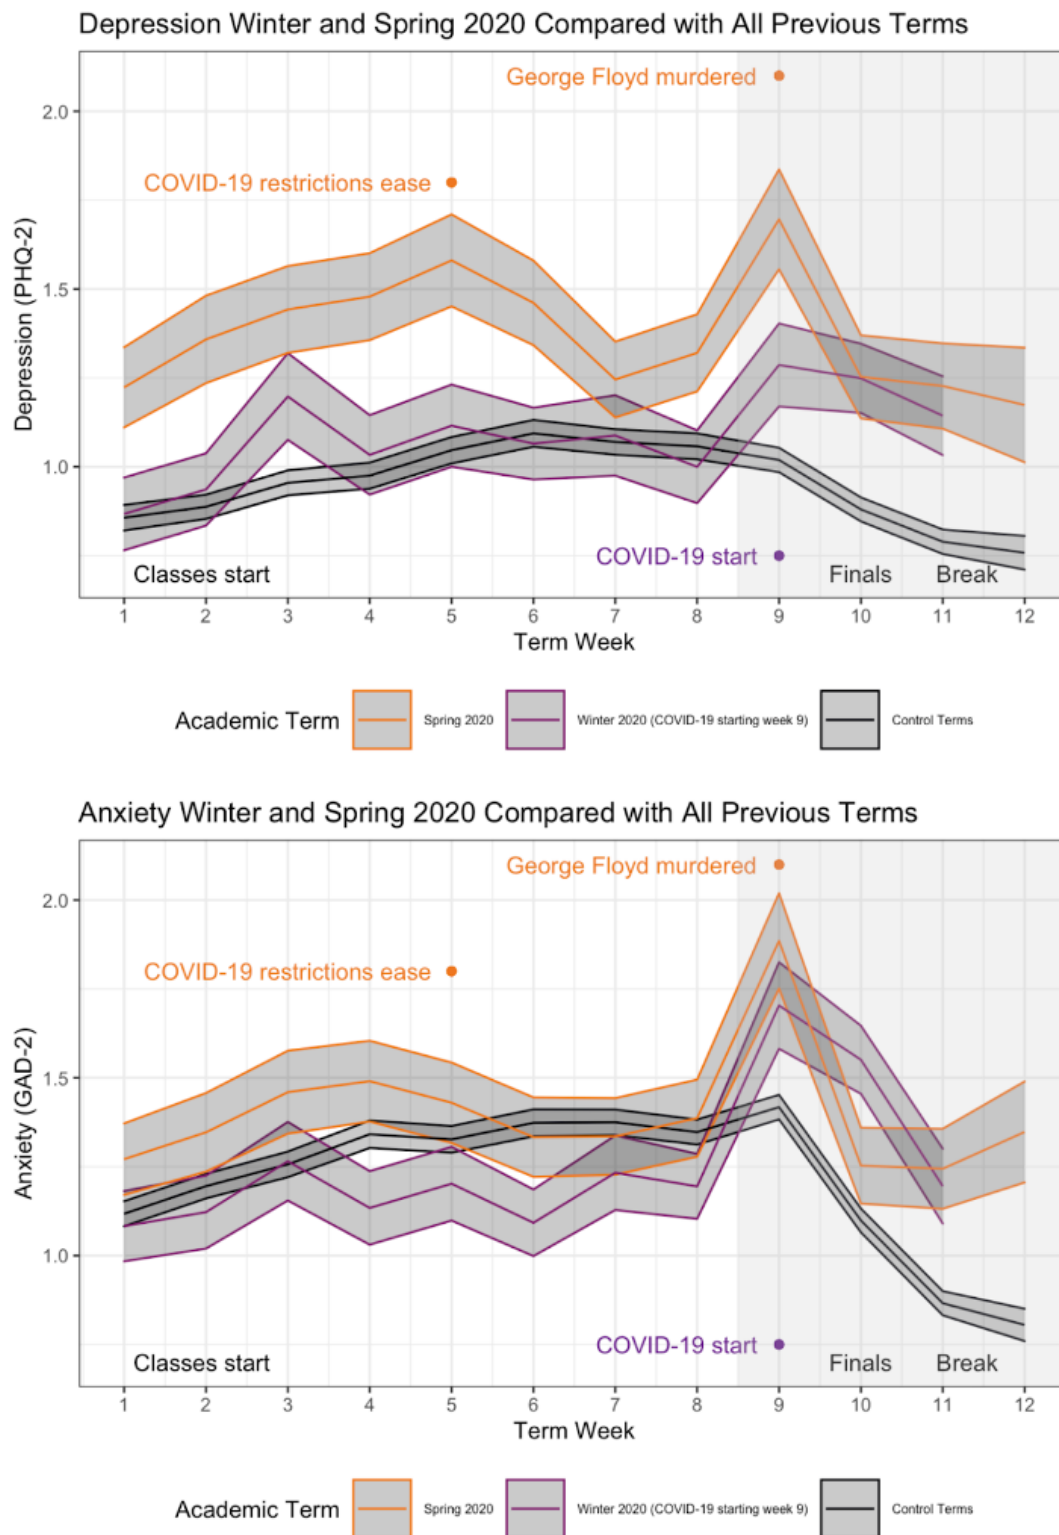 Depression Winter and Spring 2020 Compared with All Previous Terms
George Floyd murdered
2.0
COVID-19 restrictions ease
1.5
Depression (PHQ-2)
1.0
COVID-19 start
Classes start
Finals
Break
1 2 3 4 5 6 7 8 9 10 11 12
Term Week
Academic Term
Spring 2020
Winter 2020 (COVID-19 starting week 9)
Control Terms
Anxiety Winter and Spring 2020 Compared with All Previous Terms
George Floyd murdered
2.0
COVID-19 restrictions ease
1.5
Anxiety (GAD-2)
1.0
COVID-19 start
Classes start
Finals
Break
1 2 3 4 5 6 7 8 9 10 11 12
Term Week
Academic Term
Spring 2020
Winter 2020 (COVID-19 starting week 9)
Control Terms